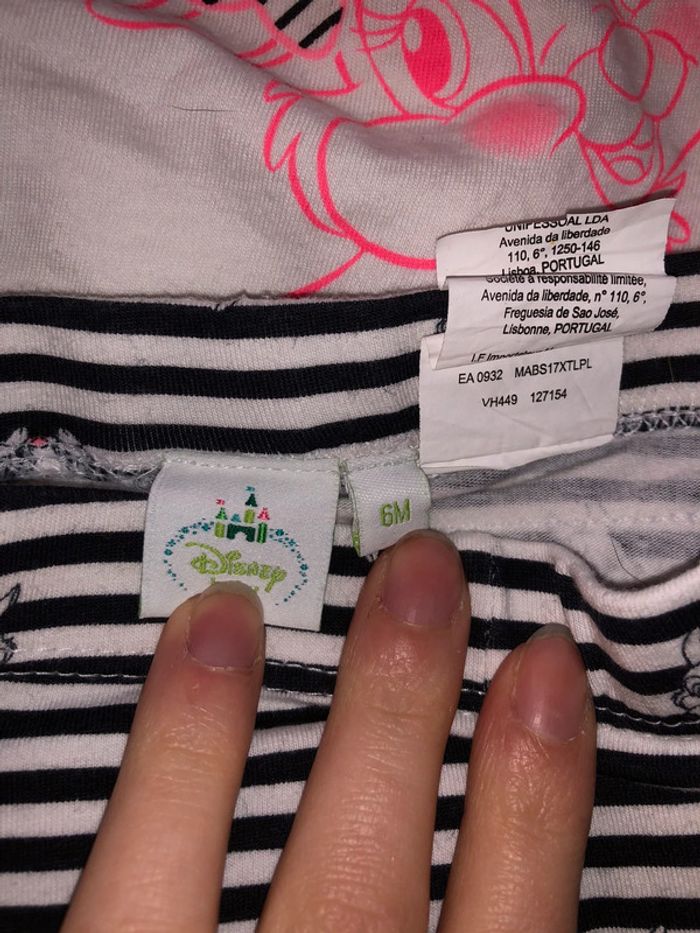 UNIPESSOAL LDA
Avenida da liberdade
110, 6°, 1250-146
Lisboa, PORTUGAL
Société à responsabilité limitée,
Avenida da liberdade, n° 110, 6°,
Freguesia de Sao José,
Lisbonne, PORTUGAL
EA 0932 MABS17XTLPL
VH449 127154
6M
Disney